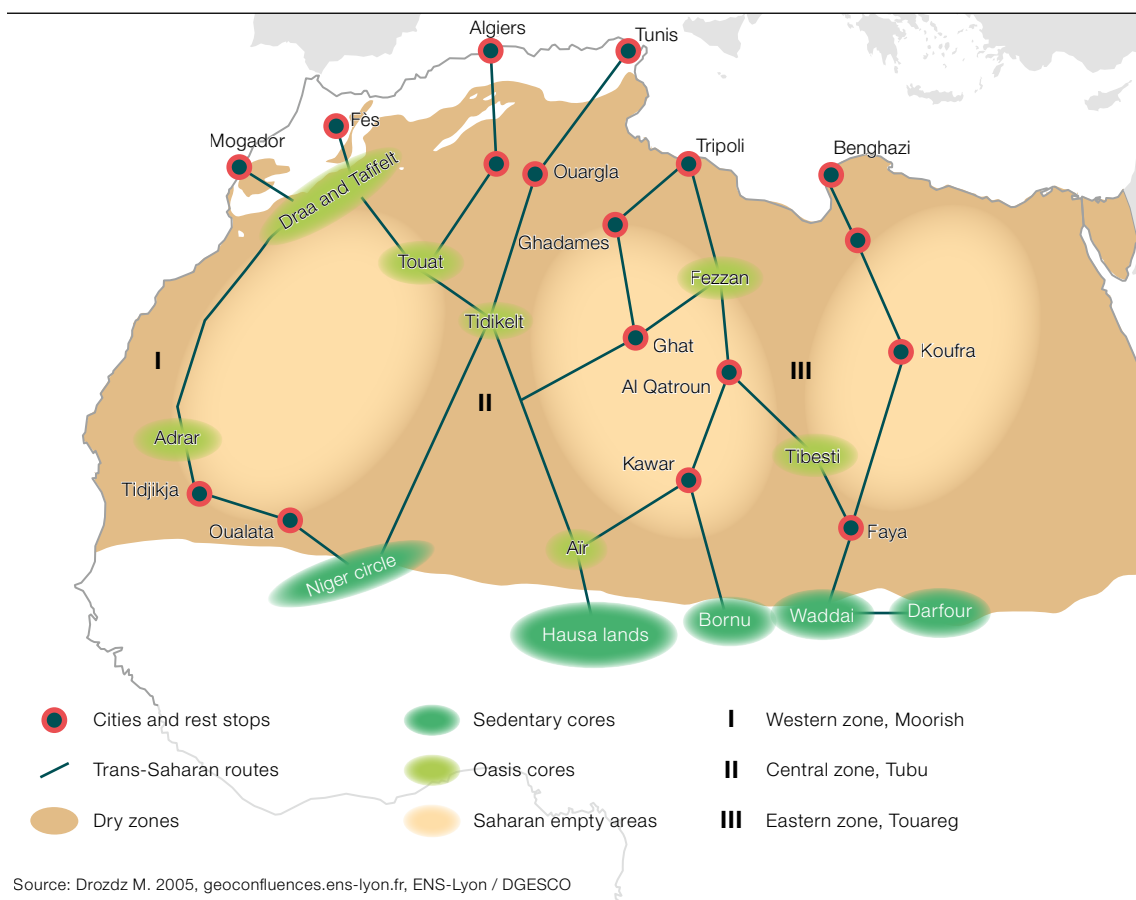 Algiers
Tunis
Fès
Mogador
Tripoli
Benghazi
Ouargla
Draa and Tafifelt
Ghadames
Touat
Fezzan
Tidikelt
Ghat
Koufra
I
II
III
Al Qatroun
Adrar
Tibesti
Kawar
Tidjikja
Oualata
Faya
Aïr
Niger circle
Hausa lands
Bornu
Waddai
Darfour
Cities and rest stops
Trans-Saharan routes
Dry zones
Sedentary cores
Oasis cores
Saharan empty areas
I Western zone, Moorish
II Central zone, Tubu
III Eastern zone, Touareg
Source: Drozdz M. 2005, geoconfluences.ens-lyon.fr, ENS-Lyon / DGESCO